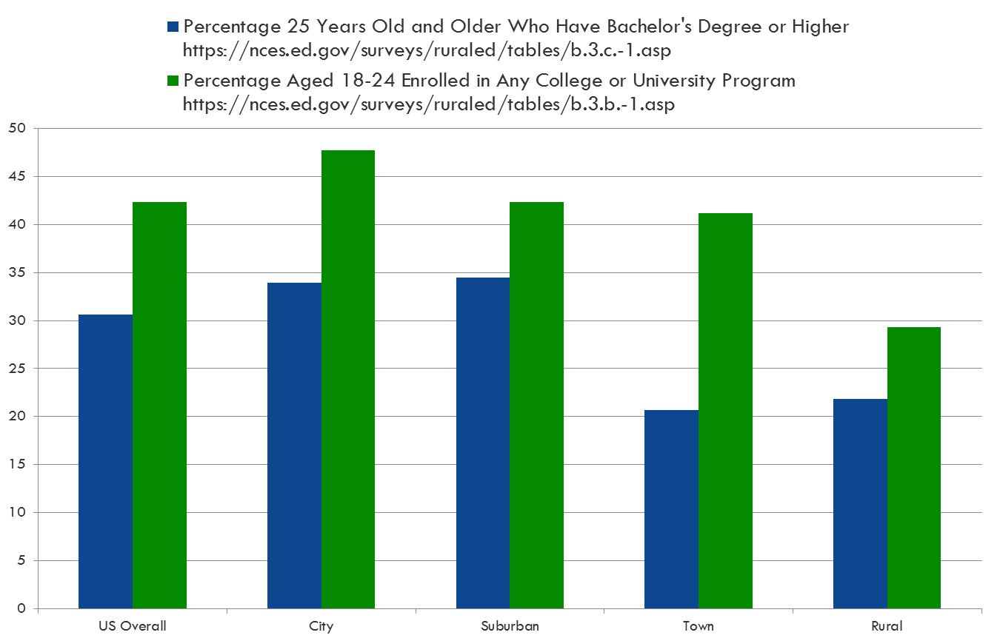 Percentage 25 Years Old and Older Who Have Bachelor's Degree or Higher
https://nces.ed.gov/surveys/ruraled/tables/b.3.c.-1.asp
Percentage Aged 18-24 Enrolled in Any College or University Program
https://nces.ed.gov/surveys/ruraled/tables/b.3.b.-1.asp
50
45
40
35
30
25
20
15
10
5
0
US Overall City Suburban Town Rural